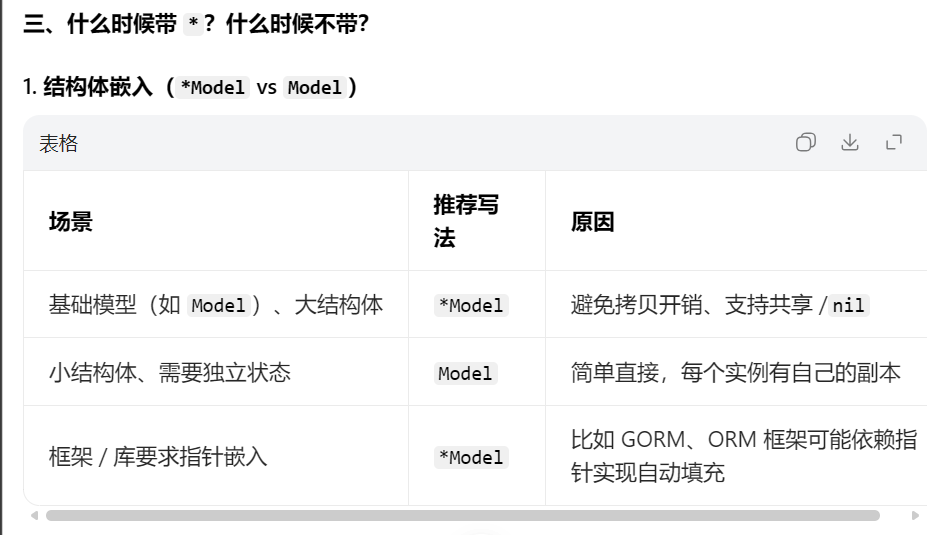 三、什么时候带 *？什么时候不带？
1. 结构体嵌入（*Model vs Model）
表格
场景
推荐写
法
原因
基础模型（如 Model）、大结构体
*Model
避免拷贝开销、支持共享 / nil
小结构体、需要独立状态
Model
简单直接，每个实例有自己的副本
框架 / 库要求指针嵌入
*Model
比如 GORM、ORM 框架可能依赖指
针实现自动填充